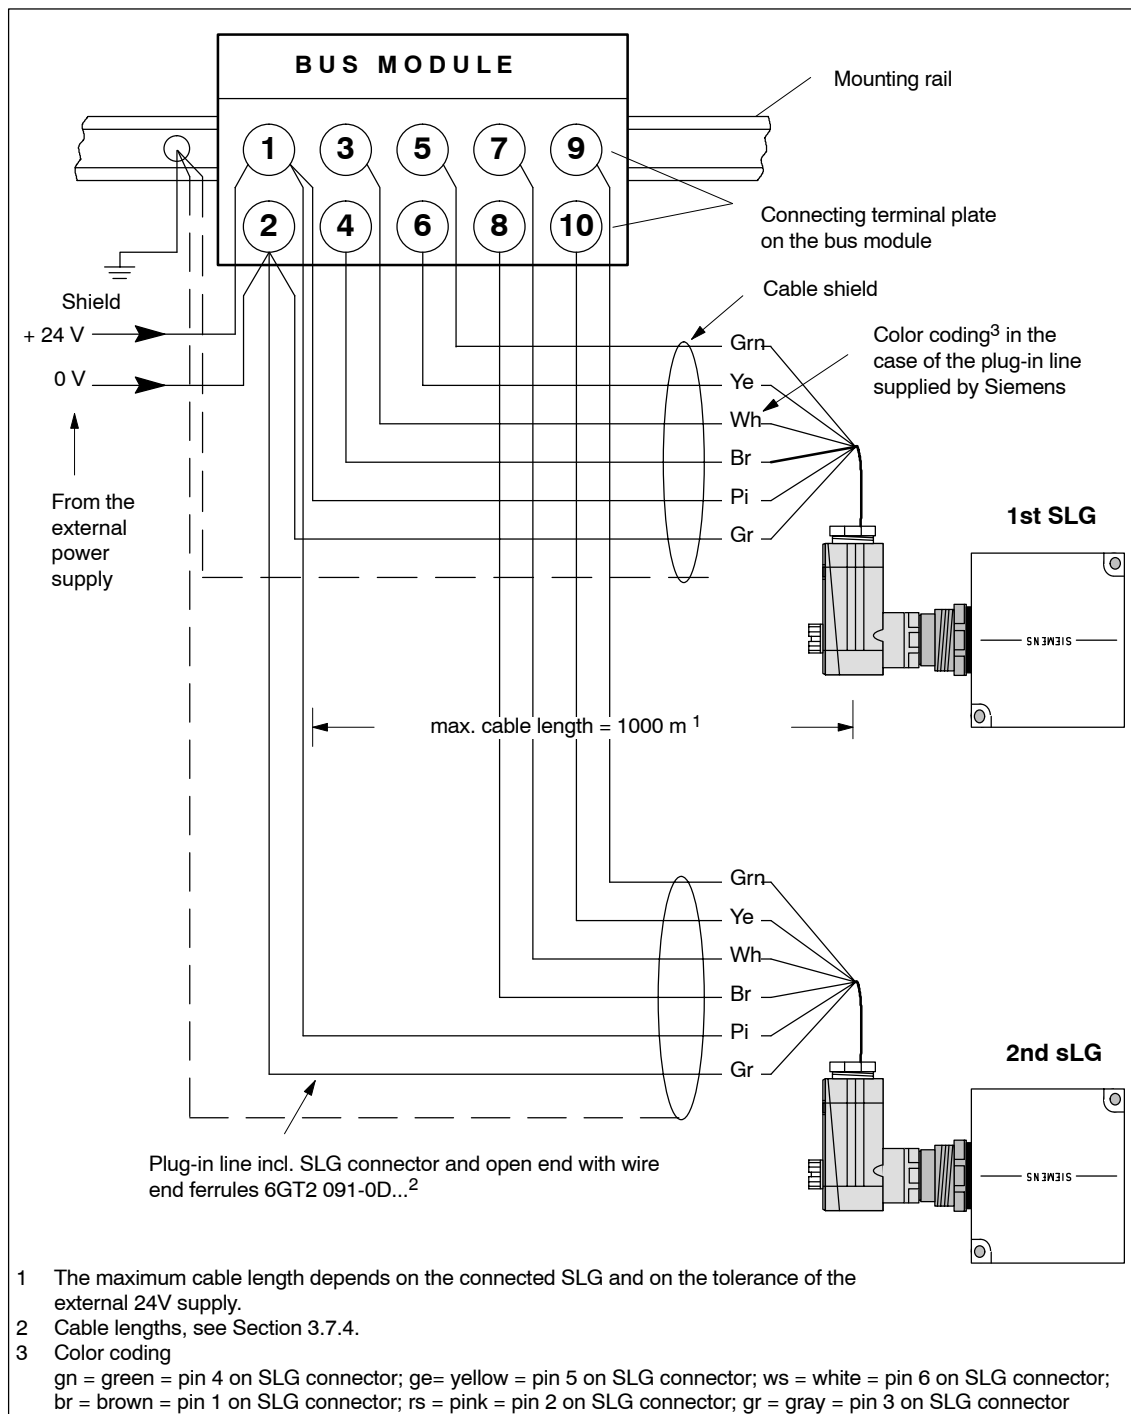 BUS MODULE
Mounting rail
1 3 5 7 9
2 4 6 8 10
Connecting terminal plate
on the bus module
Shield
+ 24 V
0 V
From the
external
power
supply
Cable shield
Color coding3 in the
case of the plug-in line
supplied by Siemens
Grn
Ye
Wh
Br
Pi
Gr
1st SLG
SIEMENS
max. cable length = 1000 m 1
Grn
Ye
Wh
Br
Pi
Gr
2nd sLG
SIEMENS
Plug-in line incl. SLG connector and open end with wire
end ferrules 6GT2 091-0D...2
1 The maximum cable length depends on the connected SLG and on the tolerance of the
external 24V supply.
2 Cable lengths, see Section 3.7.4.
3 Color coding
gn = green = pin 4 on SLG connector; ge= yellow = pin 5 on SLG connector; ws = white = pin 6 on SLG connector;
br = brown = pin 1 on SLG connector; rs = pink = pin 2 on SLG connector; gr = gray = pin 3 on SLG connector